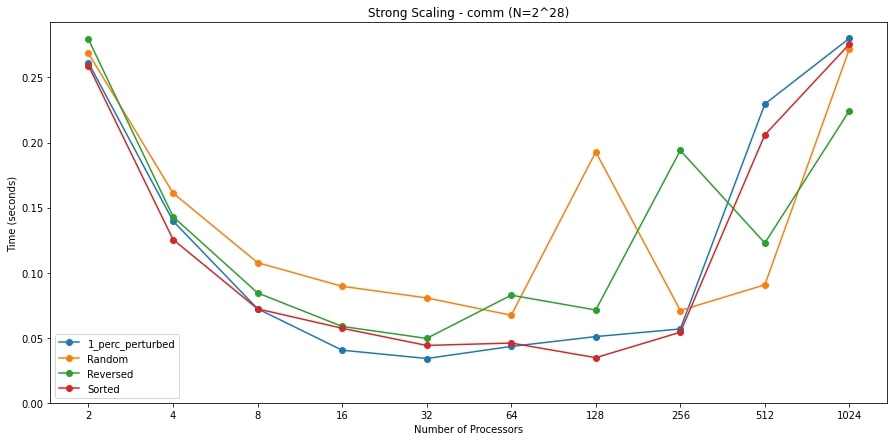 Strong Scaling - comm (N=2^28)
Time (seconds)
0.25
0.20
0.15
0.10
0.05
0.00
1_perc_perturbed
Random
Reversed
Sorted
2 4 8 16 32 64 128 256 512 1024
Number of Processors